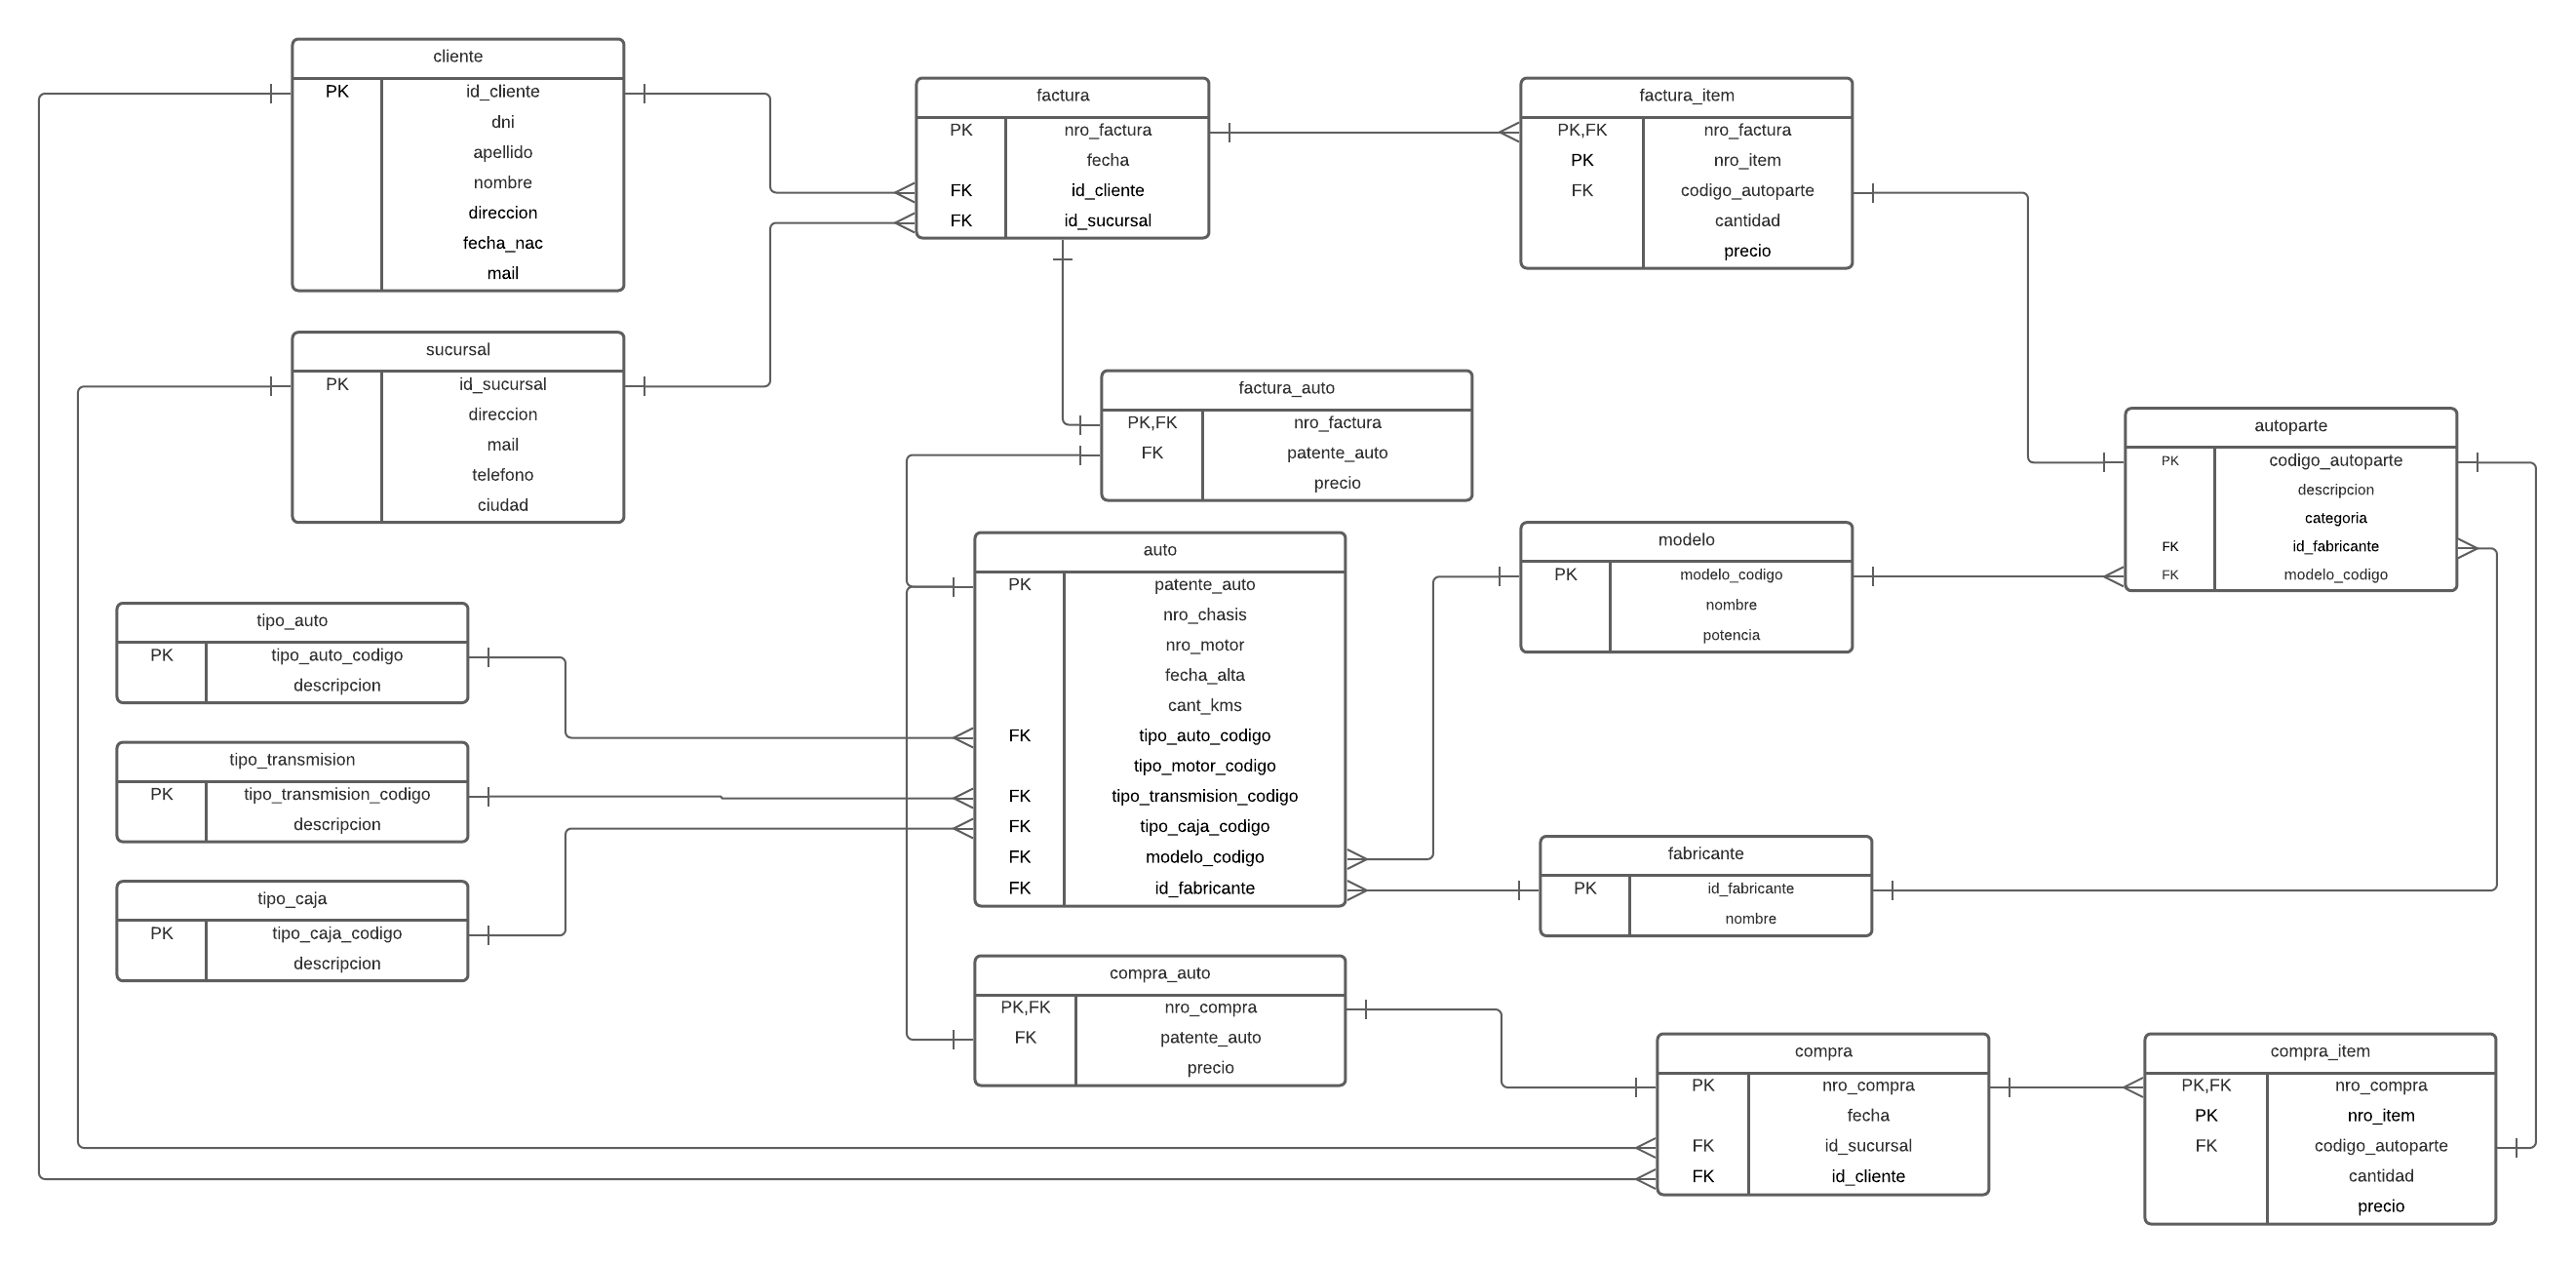 cliente
PK id_cliente
dni
apellido
nombre
direccion
fecha_nac
mail
factura
PK nro_factura
fecha
FK id_cliente
FK id_sucursal
factura_item
PK,FK nro_factura
PK nro_item
FK codigo_autoparte
cantidad
precio
sucursal
PK id_sucursal
direccion
mail
telefono
ciudad
factura_auto
PK,FK nro_factura
FK patente_auto
precio
autoparte
PK codigo_autoparte
descripcion
categoria
FK id_fabricante
FK modelo_codigo
auto
PK patente_auto
nro_chasis
nro_motor
fecha_alta
cant_kms
FK tipo_auto_codigo
tipo_motor_codigo
FK tipo_transmision_codigo
FK tipo_caja_codigo
FK modelo_codigo
FK id_fabricante
modelo
PK modelo_codigo
nombre
potencia
tipo_auto
PK tipo_auto_codigo
descripcion
tipo_transmision
PK tipo_transmision_codigo
descripcion
tipo_caja
PK tipo_caja_codigo
descripcion
fabricante
PK id_fabricante
nombre
compra_auto
PK,FK nro_compra
FK patente_auto
precio
compra
PK nro_compra
fecha
FK id_sucursal
FK id_cliente
compra_item
PK,FK nro_compra
PK nro_item
FK codigo_autoparte
cantidad
precio